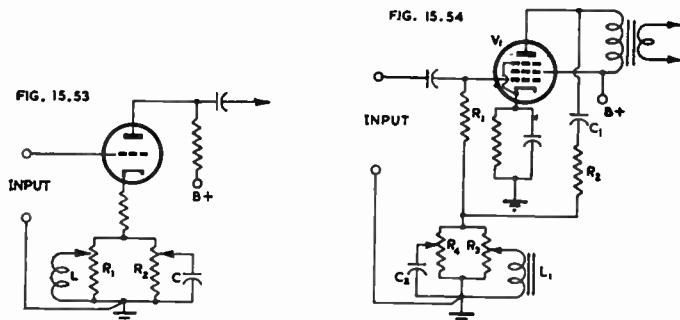 FIG. 15.53
INPUT
B+
L
R1
R2
C
FIG. 15.54
V1
INPUT
R1
C1
B+
R2
R4
R3
C2
L1